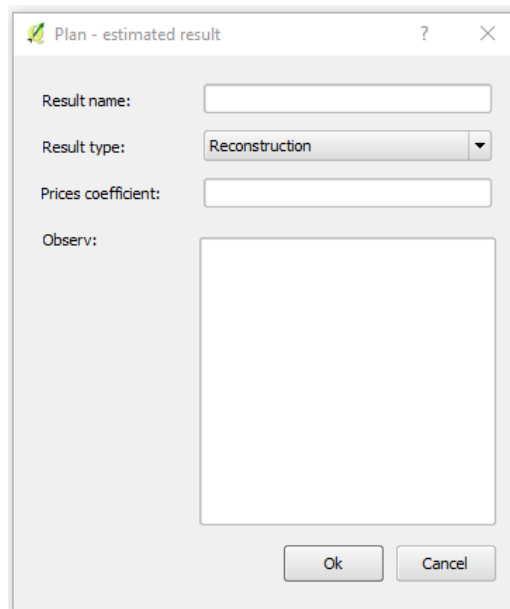 Plan - estimated result ?
Result name:
Result type: Reconstruction
Prices coefficient:
Observ:
Ok Cancel